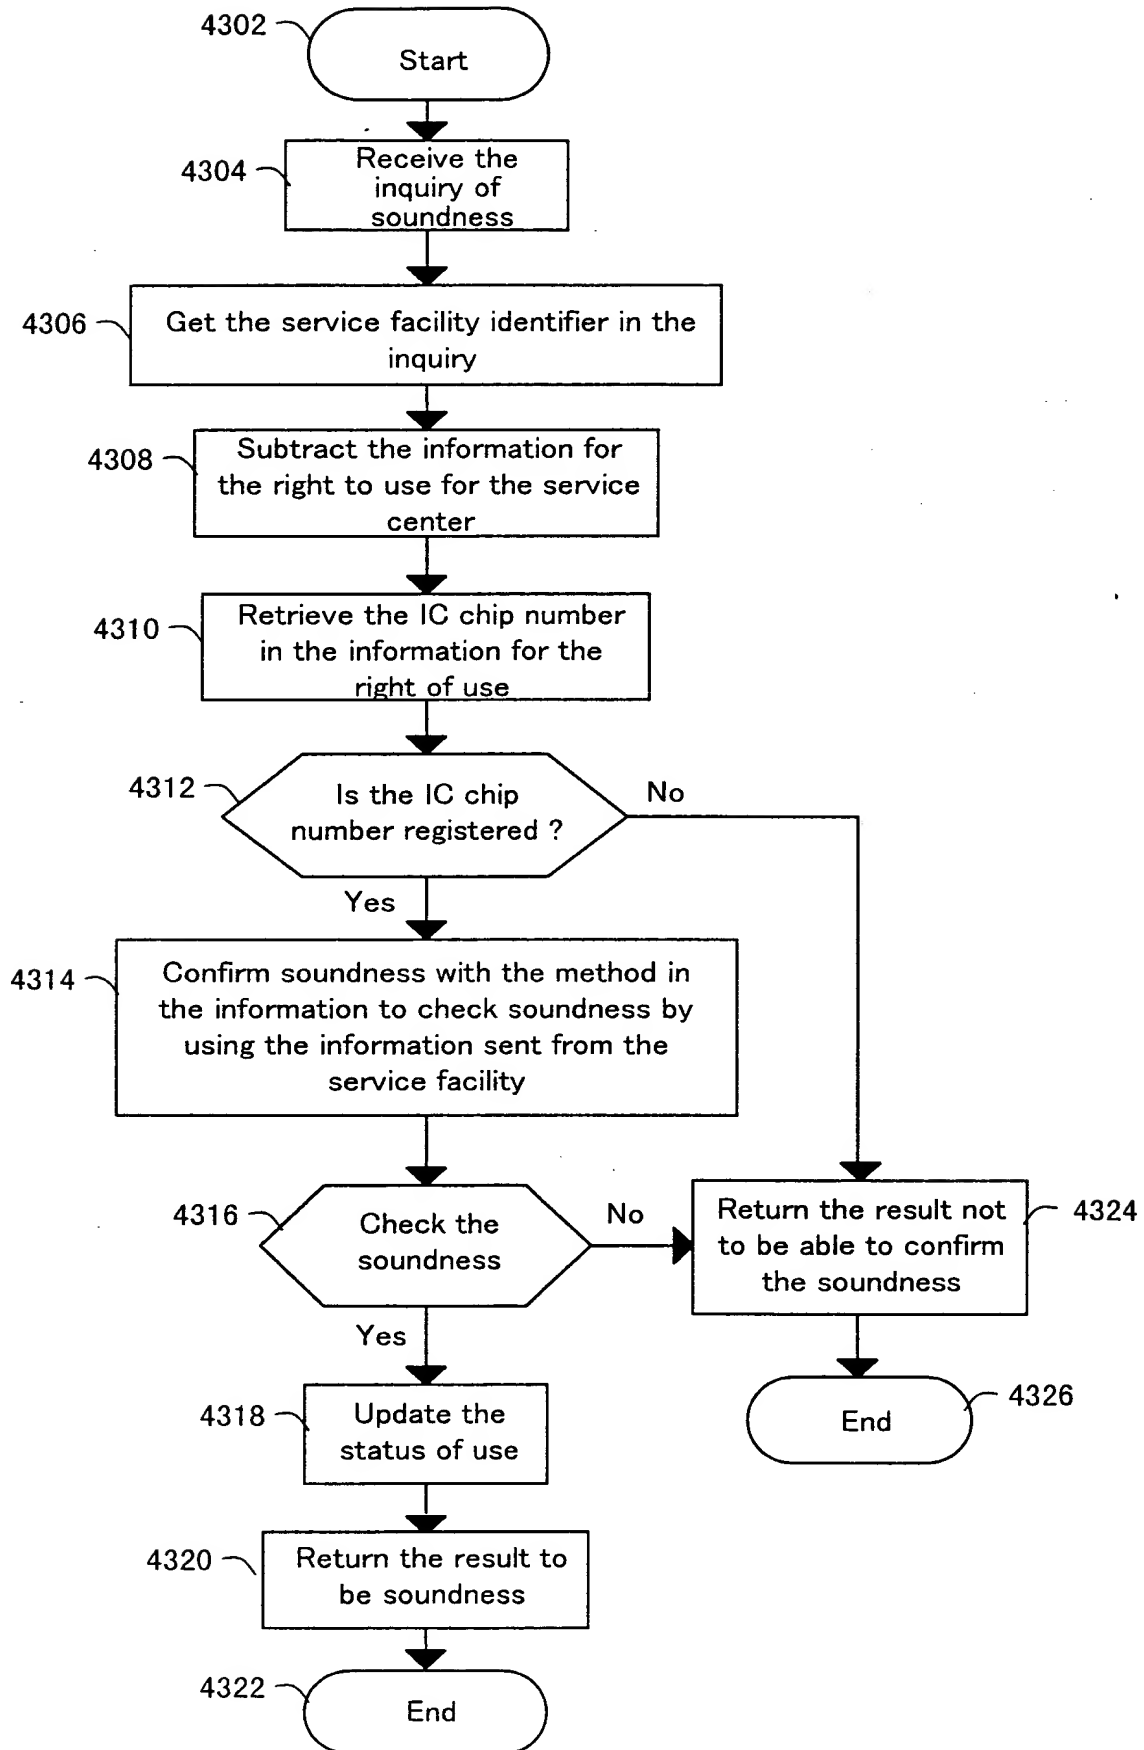 4302
Start
4304
Receive the
inquiry of
soundness
4306
Get the service facility identifier in the
inquiry
4308
Subtract the information for
the right to use for the service
center
4310
Retrieve the IC chip number
in the information for the
right of use
4312
Is the IC chip
number registered ?
No
Yes
4314
Confirm soundness with the method in
the information to check soundness by
using the information sent from the
service facility
4316
Check the
soundness
No
Return the result not
to be able to confirm
the soundness
4324
Yes
End
4326
4318
Update the
status of use
4320
Return the result to
be soundness
4322
End